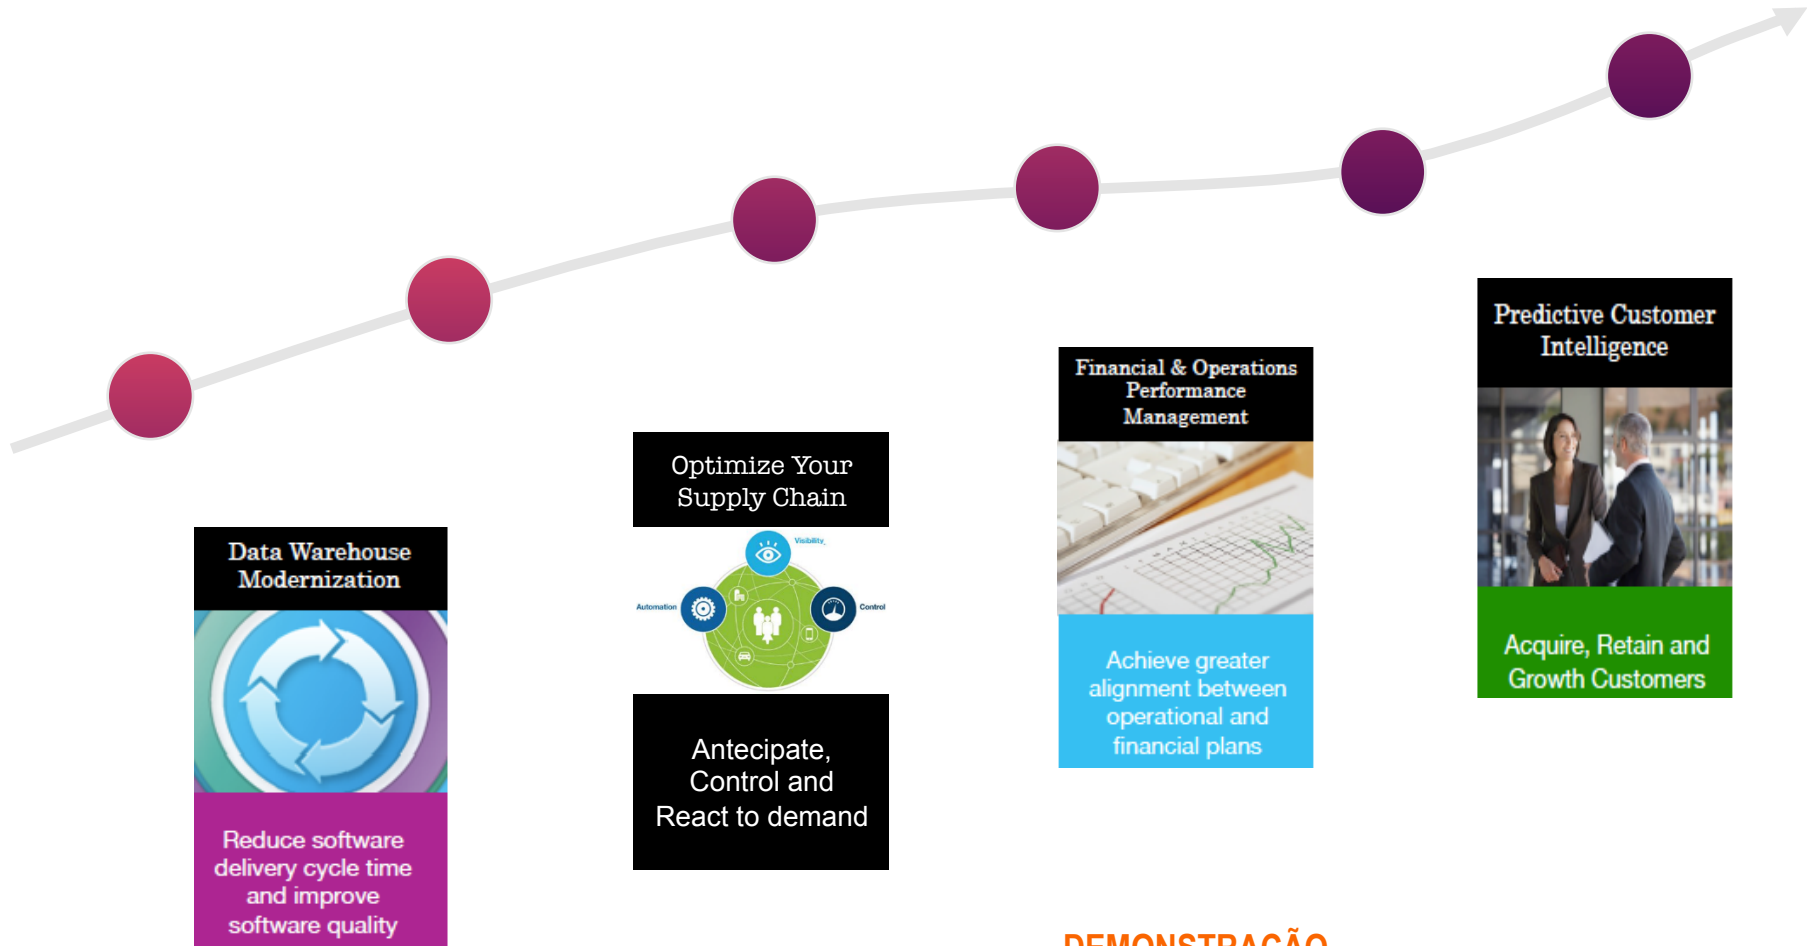 Data Warehouse
Modernization
Reduce software
delivery cycle time
and improve
software quality
Optimize Your
Supply Chain
Visibility
Automation
Control
Antecipate,
Control and
React to demand
Financial & Operations
Performance
Management
Achieve greater
alignment between
operational and
financial plans
Predictive Customer
Intelligence
Acquire, Retain and
Growth Customers
DEMONSTRAÇÃO